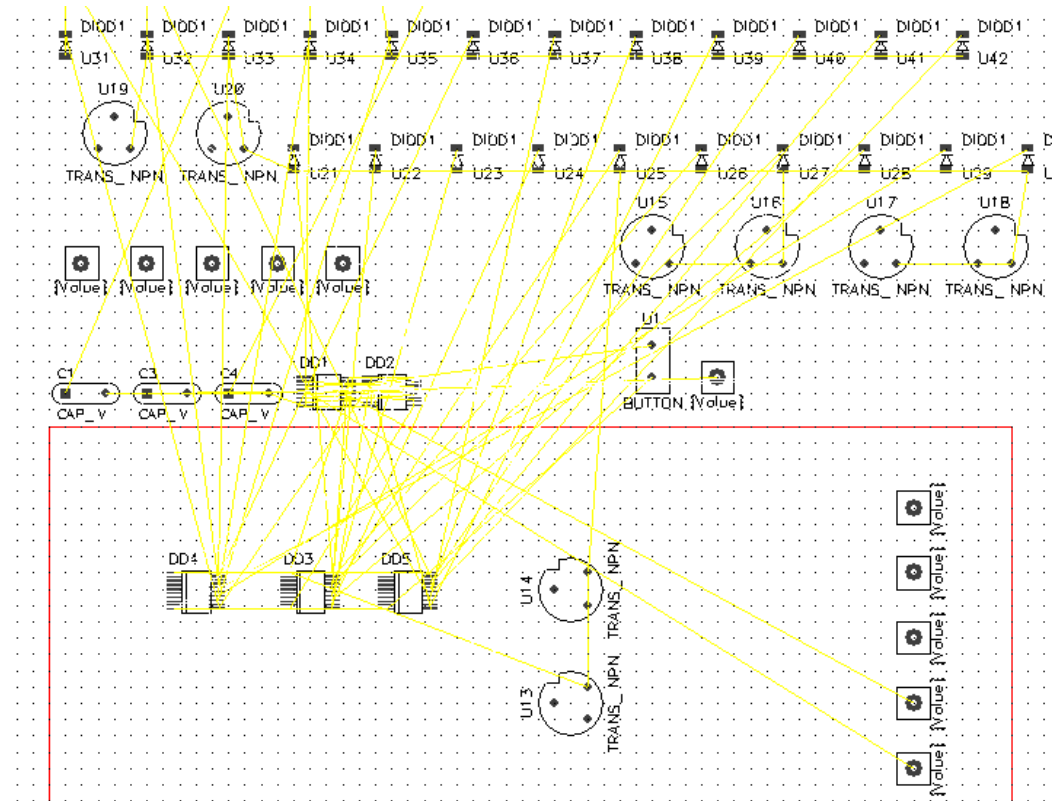 DIOD1 DIOD1 DIOD1 DIOD1 DIOD1 DIOD1 DIOD1 DIOD1 DIOD1 DIOD1 DIOD1 DIOD1
U31 U32 U33 U34 U35 U36 U37 U38 U39 U40 U41 U42
U19 U20
DIOD1 DIOD1 DIOD1 DIOD1 DIOD1 DIOD1 DIOD1 DIOD1 DIOD1 D
TRANS_NPN TRANS_NPN U21 U22 U23 U24 U25 U26 U27 U28 U29 U
U15 U16 U17 U18
{Value} {Value} {Value} {Value} {Value} TRANS_NPN TRANS_NPN TRANS_NPN TRANS_NPN
U1
C1 C3 C4 DD1 DD2
CAP_V CAP_V CAP_V BUTTON {Value}
{Value}
DD4 DD3 DD5
U14 TRANS_NPN {Value}
{Value}
U13 TRANS_NPN {Value}
{Value}